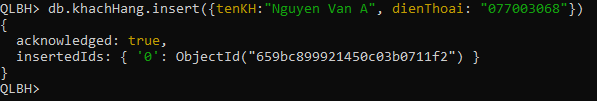 QLBH> db.khachHang.insert({tenKH:"Nguyen Van A", dienThoai: "077003068"})
{
  acknowledged: true,
  insertedIds: { '0': ObjectId("659bc899921450c03b0711f2") }
}
QLBH>